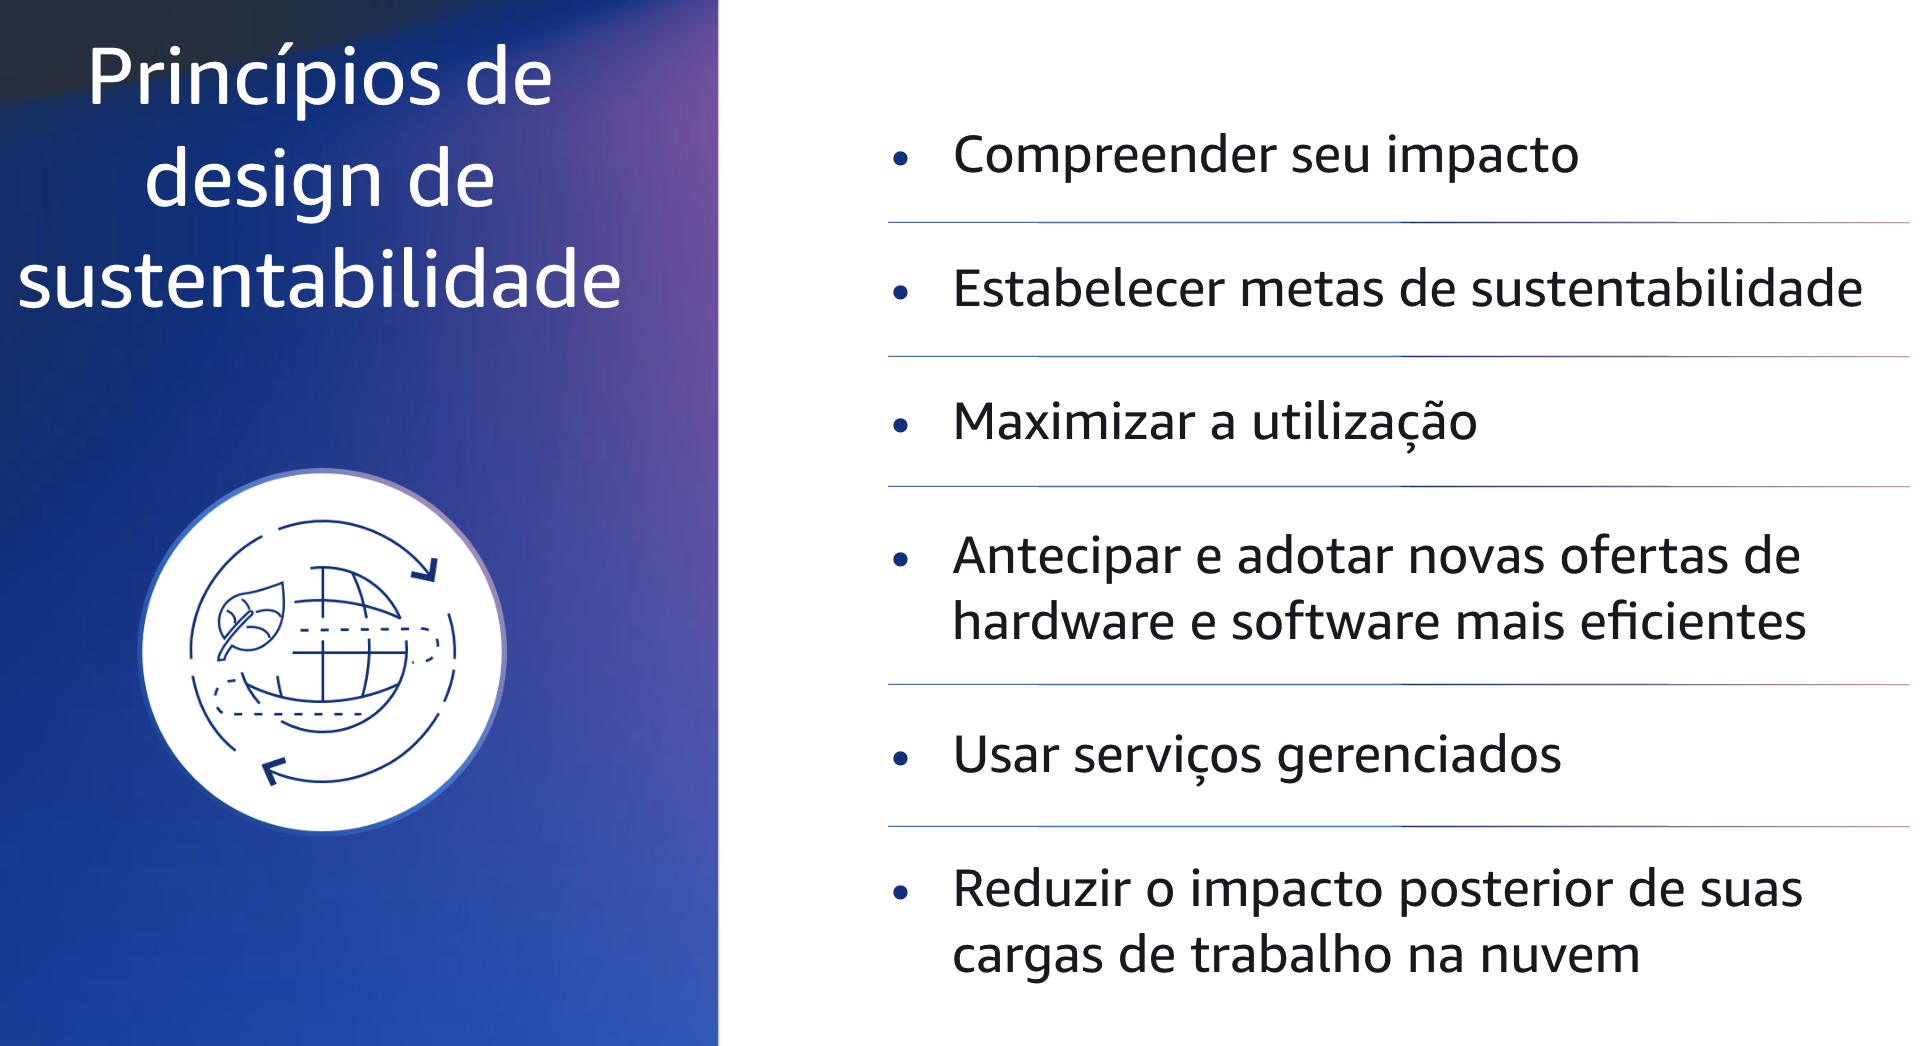 Princípios de
design de
sustentabilidade
• Compreender seu impacto
• Estabelecer metas de sustentabilidade
• Maximizar a utilização
• Antecipar e adotar novas ofertas de
hardware e software mais eficientes
• Usar serviços gerenciados
• Reduzir o impacto posterior de suas
cargas de trabalho na nuvem